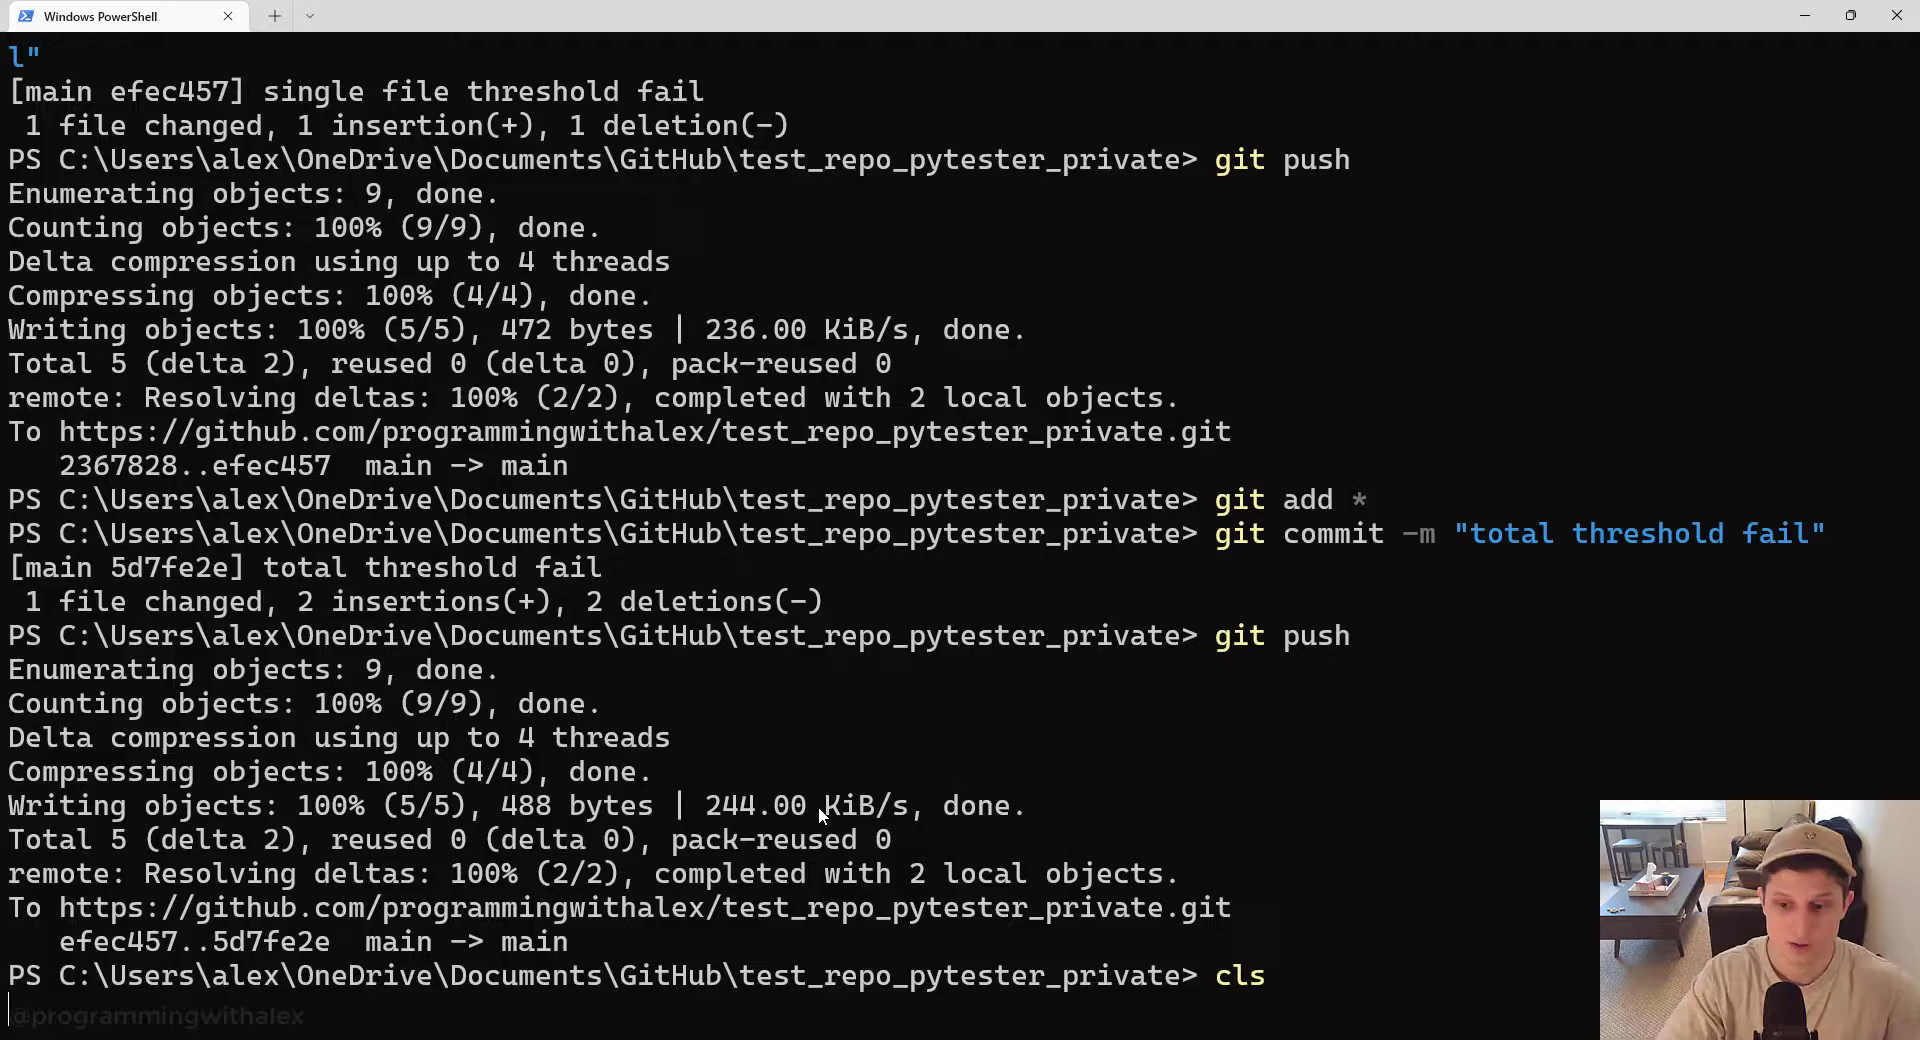 Windows PowerShell
l"
[main efec457] single file threshold fail
 1 file changed, 1 insertion(+), 1 deletion(-)
PS C:\Users\alex\OneDrive\Documents\GitHub\test_repo_pytester_private> git push
Enumerating objects: 9, done.
Counting objects: 100% (9/9), done.
Delta compression using up to 4 threads
Compressing objects: 100% (4/4), done.
Writing objects: 100% (5/5), 472 bytes | 236.00 KiB/s, done.
Total 5 (delta 2), reused 0 (delta 0), pack-reused 0
remote: Resolving deltas: 100% (2/2), completed with 2 local objects.
To https://github.com/programmingwithalex/test_repo_pytester_private.git
   2367828..efec457  main -> main
PS C:\Users\alex\OneDrive\Documents\GitHub\test_repo_pytester_private> git add *
PS C:\Users\alex\OneDrive\Documents\GitHub\test_repo_pytester_private> git commit -m "total threshold fail"
[main 5d7fe2e] total threshold fail
 1 file changed, 2 insertions(+), 2 deletions(-)
PS C:\Users\alex\OneDrive\Documents\GitHub\test_repo_pytester_private> git push
Enumerating objects: 9, done.
Counting objects: 100% (9/9), done.
Delta compression using up to 4 threads
Compressing objects: 100% (4/4), done.
Writing objects: 100% (5/5), 488 bytes | 244.00 KiB/s, done.
Total 5 (delta 2), reused 0 (delta 0), pack-reused 0
remote: Resolving deltas: 100% (2/2), completed with 2 local objects.
To https://github.com/programmingwithalex/test_repo_pytester_private.git
   efec457..5d7fe2e  main -> main
PS C:\Users\alex\OneDrive\Documents\GitHub\test_repo_pytester_private> cls
@programmingwithalex